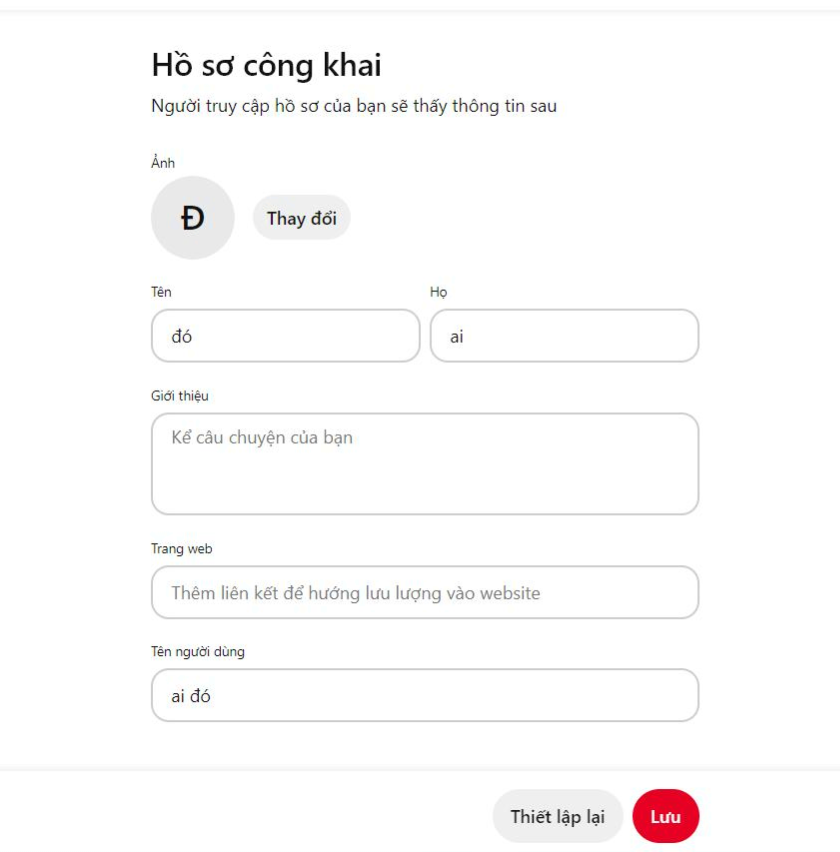 Hồ sơ công khai
Người truy cập hồ sơ của bạn sẽ thấy thông tin sau
Ảnh
Đ
Thay đổi
Tên Họ
đó ai
Giới thiệu
Kể câu chuyện của bạn
Trang web
Thêm liên kết để hướng lưu lượng vào website
Tên người dùng
ai đó
Thiết lập lại Lưu